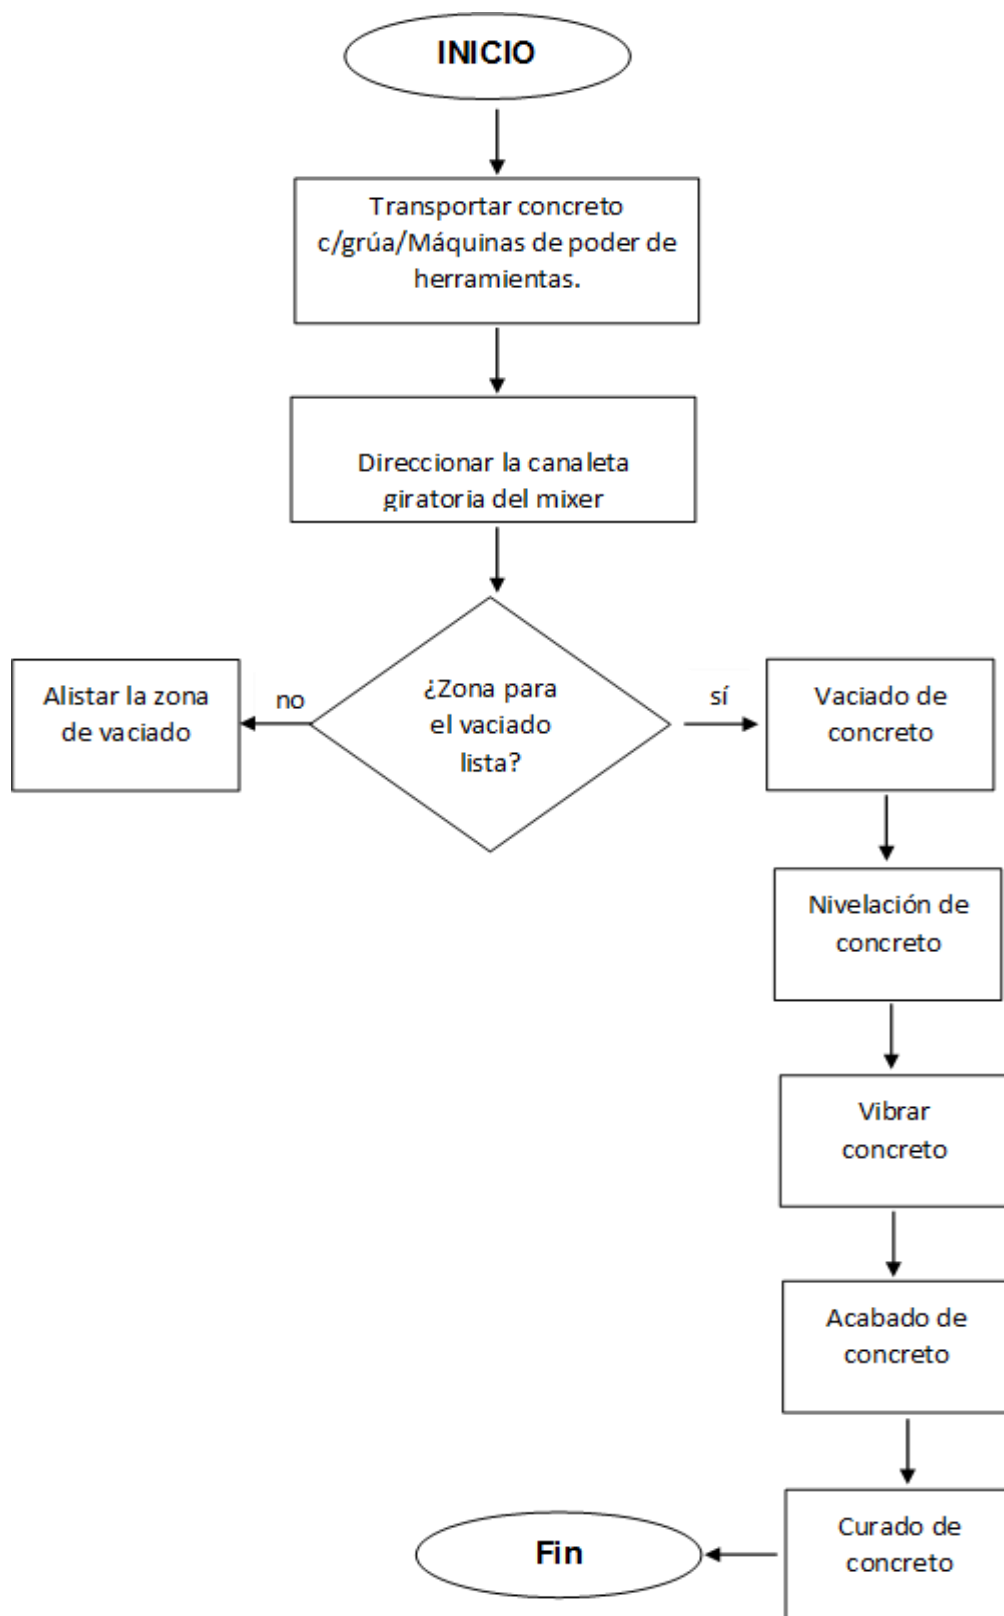 INICIO
Transportar concreto
c/grúa/Máquinas de poder de
herramientas.
Direccionar la canaleta
giratoria del mixer
Alistar la zona
de vaciado
no
¿Zona para
el vaciado
lista?
sí
Vaciado de
concreto
Nivelación de
concreto
Vibrar
concreto
Acabado de
concreto
Curado de
concreto
Fin